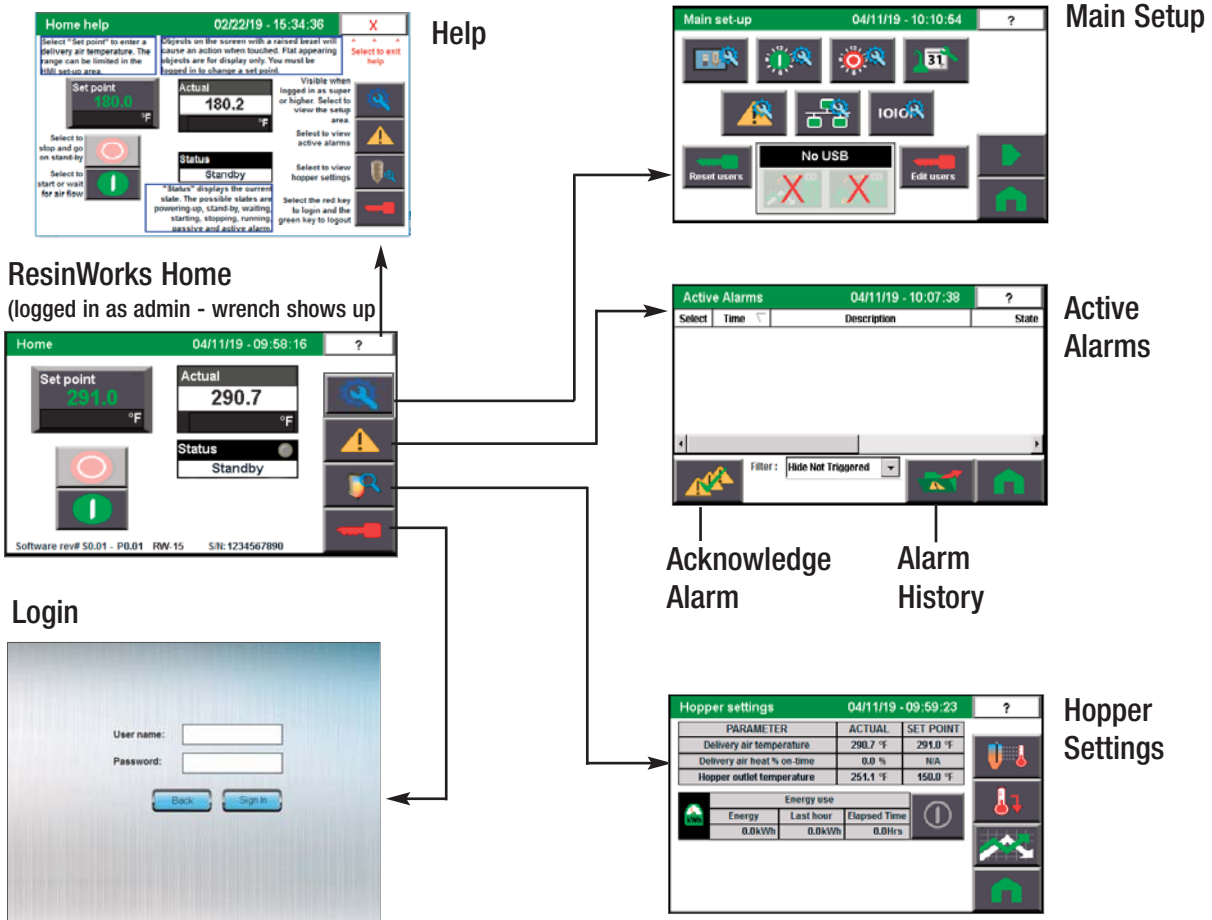 Home help 02/22/19 - 15:34:36 X
Help
Select "Set point" to enter a
delivery air temperature. The
range can be limited in the
HMI set-up area.
Objects on the screen with a raised bezel will
cause an action when touched. Flat appearing
objects are for display only. You must be
logged in to change a set point.
Select to exit
help
Set point
180.0
°F
Actual
180.2
°F
Visible when
logged in as super
or higher. Select to
view the setup
area.
Select to
stop and go
on stand-by
Select to view
active alarms
Select to
start or wait
for air flow
Status
Standby
Select to view
hopper settings
"Status" displays the current
state. The possible states are
powering-up, stand-by, waiting,
starting, stopping, running,
passive and active alarm
Select the red key
to login and the
green key to logout
Main set-up 04/11/19 - 10:10:54 ?
Main Setup
31
IOIO
Reset users
No USB
Edit users
ResinWorks Home
(logged in as admin - wrench shows up
Home 04/11/19 - 09:58:16 ?
Set point
291.0
°F
Actual
290.7
°F
Status
Standby
Software rev# S0.01 - P0.01 RW-15 S/N: 1234567890
Active Alarms 04/11/19 - 10:07:38 ?
Select Time Description State
Filter : Hide Not Triggered
Active
Alarms
Acknowledge
Alarm
Alarm
History
Login
User name:
Password:
Back Sign In
Hopper settings 04/11/19 - 09:59:23 ?
PARAMETER ACTUAL SET POINT
Delivery air temperature 290.7 °F 291.0 °F
Delivery air heat % on-time 0.0 % N/A
Hopper outlet temperature 251.1 °F 150.0 °F
kWh
Energy use
Energy Last hour Elapsed Time
0.0kWh 0.0kWh 0.0Hrs
Hopper
Settings